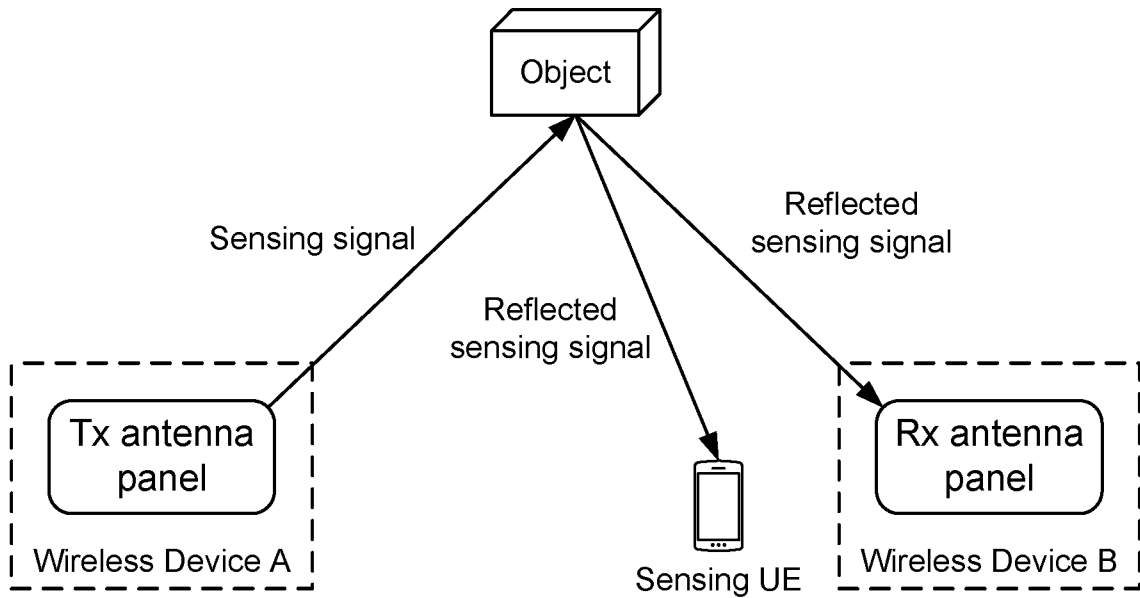 Object
Sensing signal
Reflected
sensing signal
Reflected
sensing signal
Tx antenna
panel
Wireless Device A
Sensing UE
Rx antenna
panel
Wireless Device B